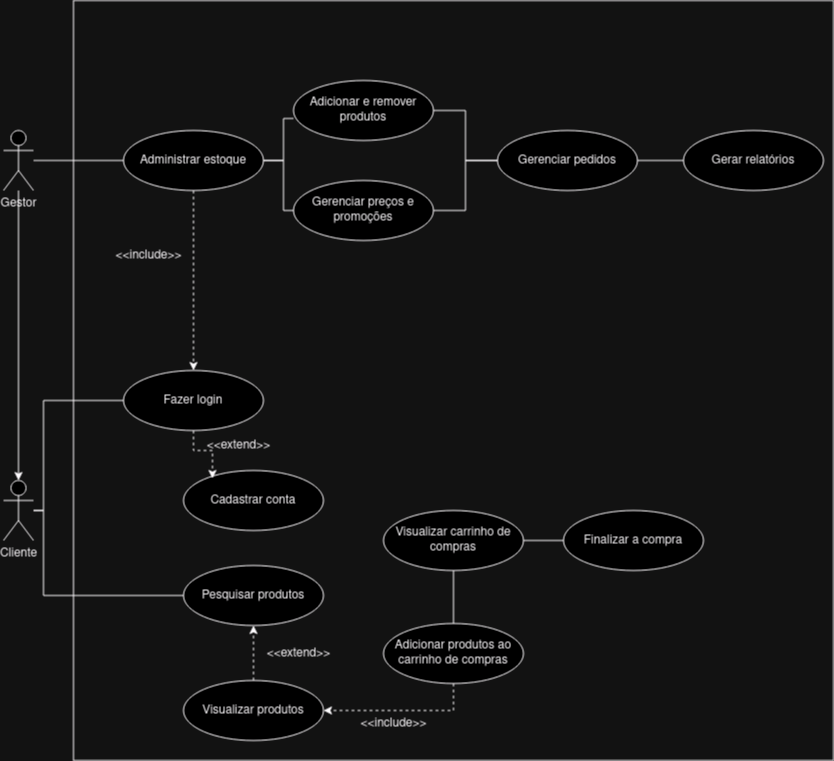 Adicionar e remover
produtos
Administrar estoque
Gerenciar pedidos
Gerar relatórios
Gestor
Gerenciar preços e
promoções
<<include>>
Fazer login
<<extend>>
Cadastrar conta
Visualizar carrinho de
compras
Finalizar a compra
Cliente
Pesquisar produtos
<<extend>>
Adicionar produtos ao
carrinho de compras
Visualizar produtos
<<include>>